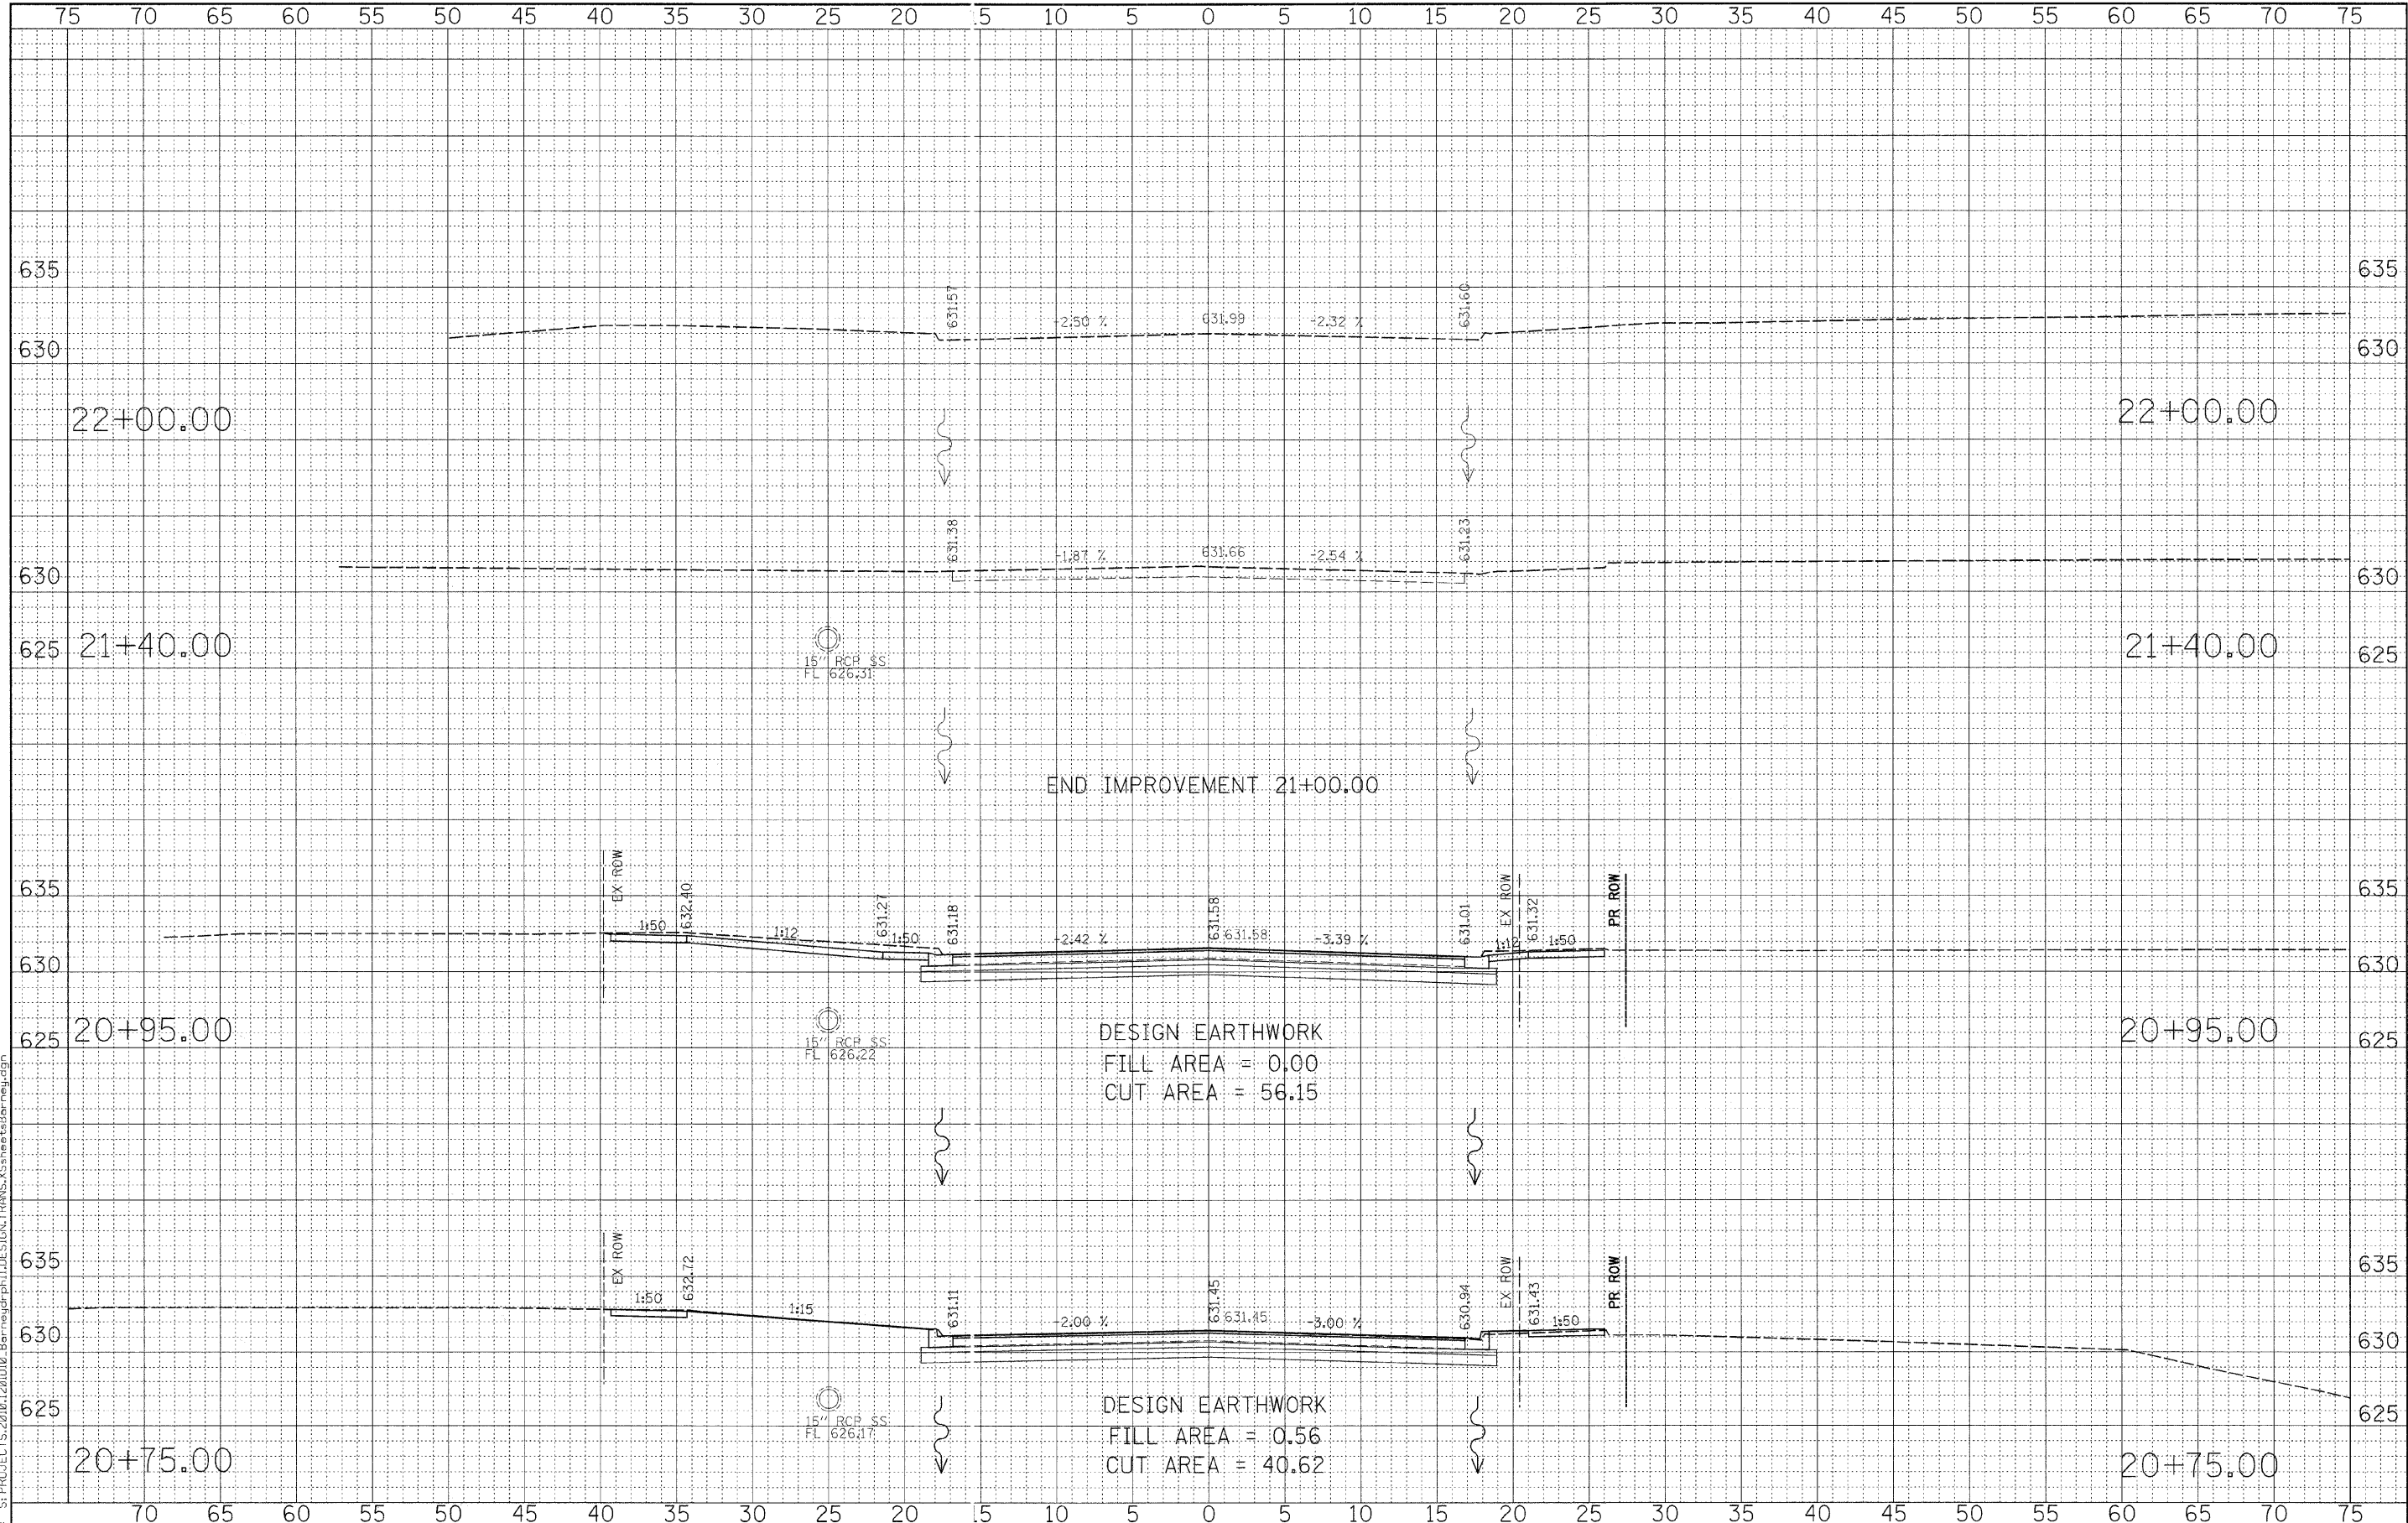 75 70 65 60 55 50 45 40 35 30 25 20 15 10 5 0 5 10 15 20 25 30 35 40 45 50 55 60 65 70 75
635 635
631.57 631.60
-2.50 % 631.99 -2.32 %
630 630
22+00.00 22+00.00
631.38 631.23
-1.87 % 631.66 -2.54 %
630 630
625 21+40.00 21+40.00 625
15" RCP SS
FL 626.31
END IMPROVEMENT 21+00.00
635 EX ROW 632.40 631.27 631.18 631.58 631.01 EX ROW 631.32 PR ROW 635
1:50 1:12 1:50 -2.42 % 631.58 -3.39 % 1:12 1:50
630 630
20+95.00 20+95.00
625 625
15" RCP SS
FL 626.22
DESIGN EARTHWORK
FILL AREA = 0.00
CUT AREA = 56.15
635 EX ROW 632.72 631.11 631.45 630.94 EX ROW 631.43 PR ROW 635
1:50 1:15 -2.00 % 631.45 -3.00 % 1:50
630 630
625 625
15" RCP SS
FL 626.17
DESIGN EARTHWORK
FILL AREA = 0.56
CUT AREA = 40.62
20+75.00 20+75.00
70 65 60 55 50 45 40 35 30 25 20 15 10 5 0 5 10 15 20 25 30 35 40 45 50 55 60 65 70 75